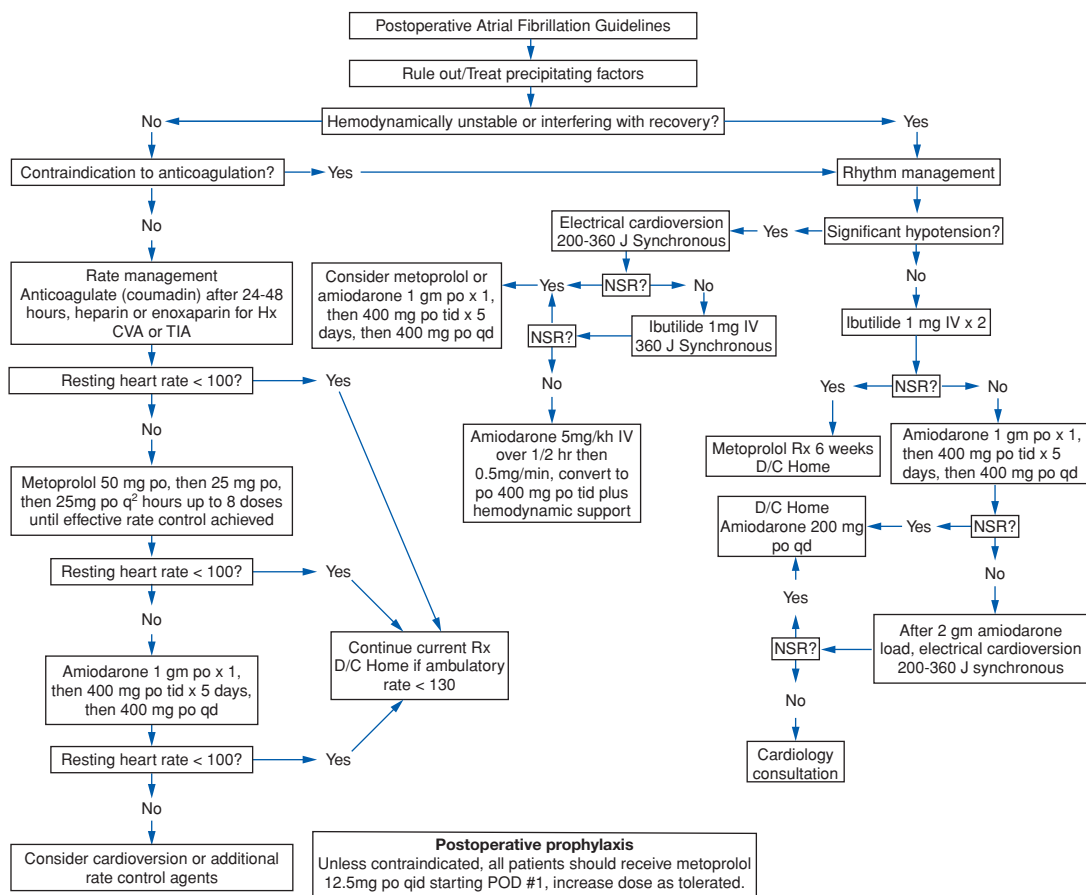 Postoperative Atrial Fibrillation Guidelines
Rule out/Treat precipitating factors
Hemodynamically unstable or interfering with recovery?
No
Yes
Contraindication to anticoagulation?
Yes
Rhythm management
No
Electrical cardioversion
200-360 J Synchronous
Yes
Significant hypotension?
Rate management
Anticoagulate (coumadin) after 24-48
hours, heparin or enoxaparin for Hx
CVA or TIA
Consider metoprolol or
amiodarone 1 gm po x 1,
then 400 mg po tid x 5
days, then 400 mg po qd
Yes
NSR?
No
No
NSR?
Ibutilide 1mg IV
360 J Synchronous
Ibutilide 1 mg IV x 2
Resting heart rate < 100?
Yes
No
Yes
NSR?
No
No
Amiodarone 5mg/kh IV
over 1/2 hr then
0.5mg/min, convert to
po 400 mg po tid plus
hemodynamic support
Metoprolol Rx 6 weeks
D/C Home
Amiodarone 1 gm po x 1,
then 400 mg po tid x 5
days, then 400 mg po qd
Metoprolol 50 mg po, then 25 mg po,
then 25mg po q² hours up to 8 doses
until effective rate control achieved
D/C Home
Amiodarone 200 mg
po qd
Yes
NSR?
Resting heart rate < 100?
Yes
No
Yes
No
Continue current Rx
D/C Home if ambulatory
rate < 130
NSR?
After 2 gm amiodarone
load, electrical cardioversion
200-360 J synchronous
Amiodarone 1 gm po x 1,
then 400 mg po tid x 5 days,
then 400 mg po qd
No
Resting heart rate < 100?
Yes
Cardiology
consultation
No
Consider cardioversion or additional
rate control agents
Postoperative prophylaxis
Unless contraindicated, all patients should receive metoprolol
12.5mg po qid starting POD #1, increase dose as tolerated.